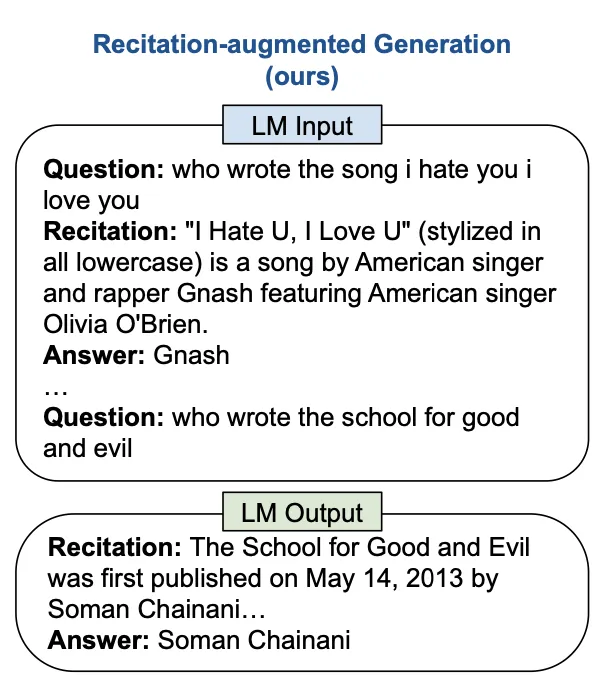 Recitation-augmented Generation
(ours)
LM Input
Question: who wrote the song i hate you i
love you
Recitation: "I Hate U, I Love U" (stylized in
all lowercase) is a song by American singer
and rapper Gnash featuring American singer
Olivia O'Brien.
Answer: Gnash
…
Question: who wrote the school for good
and evil
LM Output
Recitation: The School for Good and Evil
was first published on May 14, 2013 by
Soman Chainani…
Answer: Soman Chainani